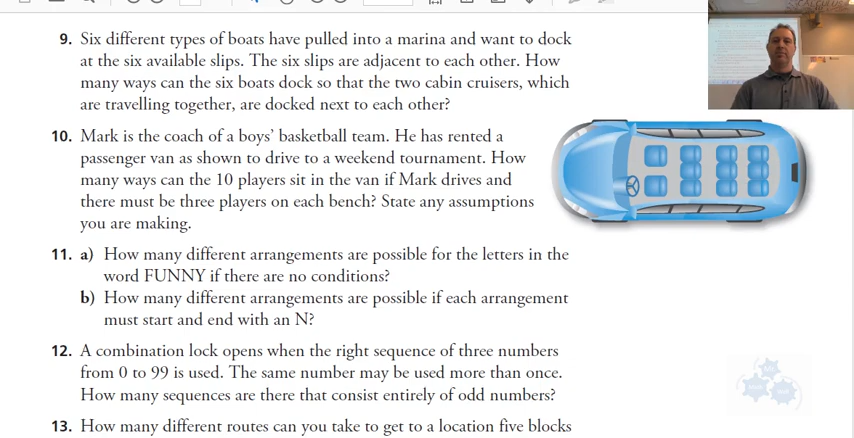 9. Six different types of boats have pulled into a marina and want to dock
at the six available slips. The six slips are adjacent to each other. How
many ways can the six boats dock so that the two cabin cruisers, which
are travelling together, are docked next to each other?
10. Mark is the coach of a boys' basketball team. He has rented a
passenger van as shown to drive to a weekend tournament. How
many ways can the 10 players sit in the van if Mark drives and
there must be three players on each bench? State any assumptions
you are making.
11. a) How many different arrangements are possible for the letters in the
word FUNNY if there are no conditions?
b) How many different arrangements are possible if each arrangement
must start and end with an N?
12. A combination lock opens when the right sequence of three numbers
from 0 to 99 is used. The same number may be used more than once.
How many sequences are there that consist entirely of odd numbers?
13. How many different routes can you take to get to a location five blocks